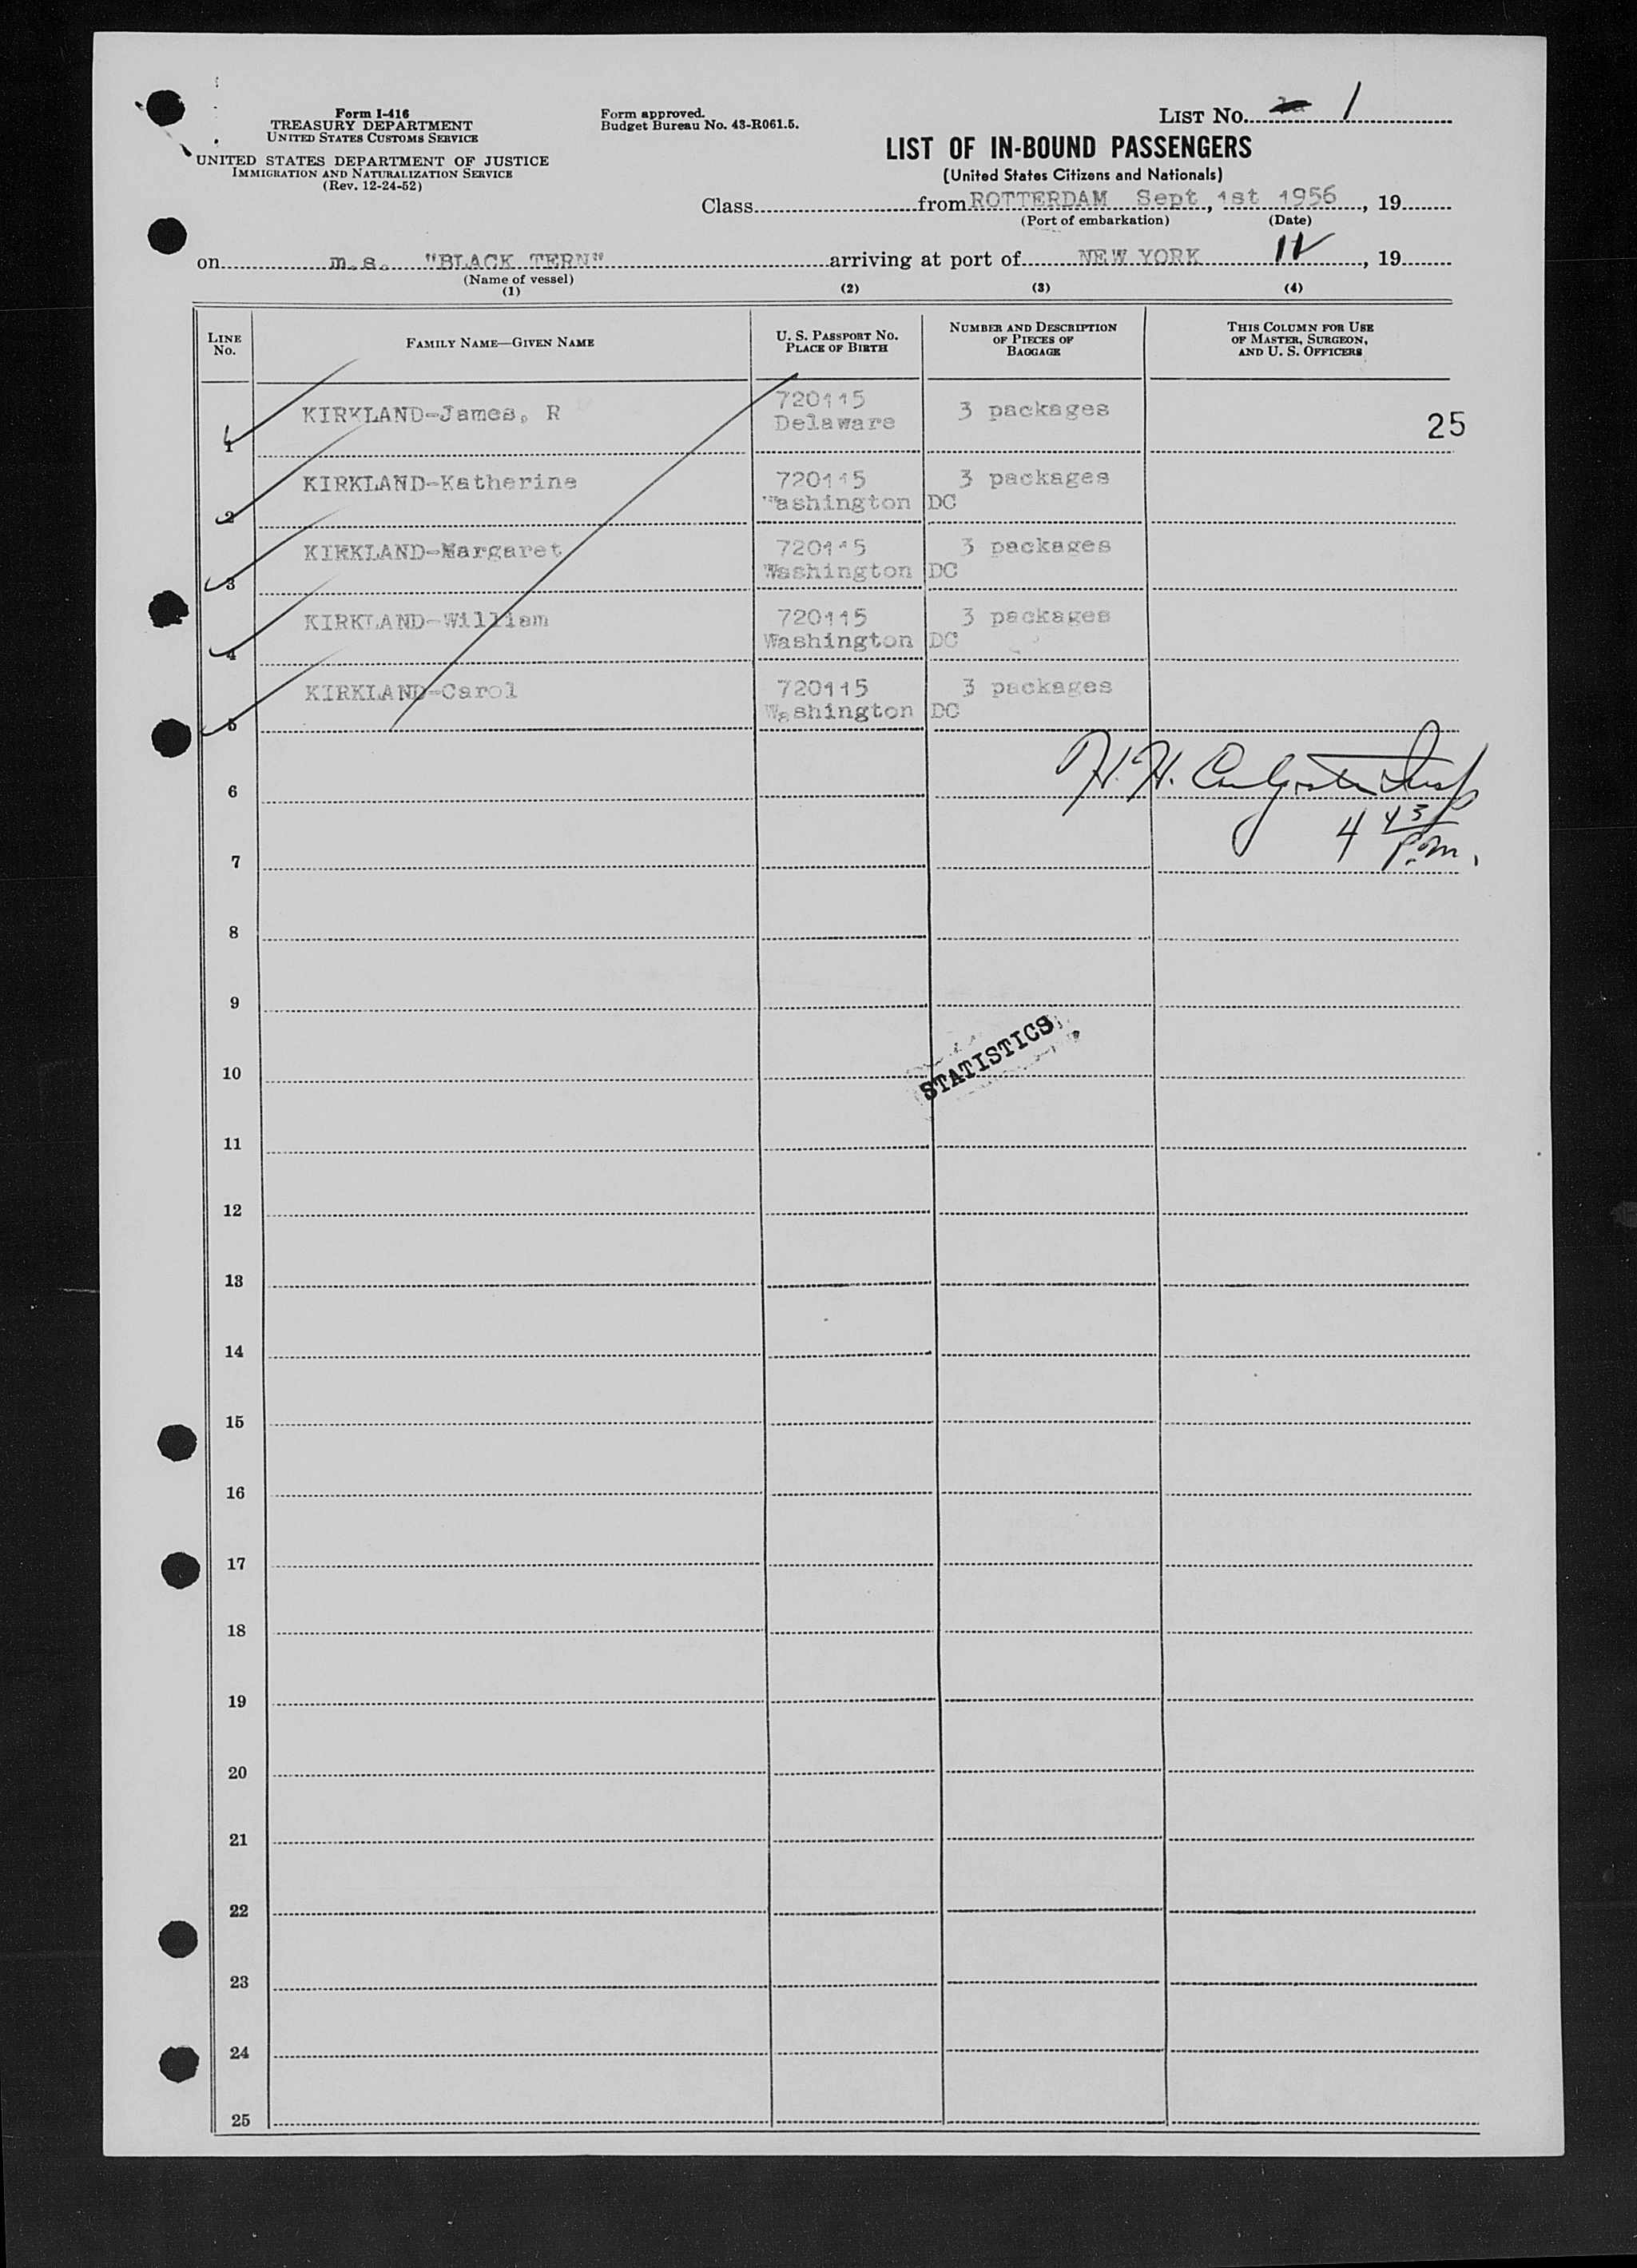 Form I-416
TREASURY DEPARTMENT
UNITED STATES CUSTOMS SERVICE
UNITED STATES DEPARTMENT OF JUSTICE
IMMIGRATION AND NATURALIZATION SERVICE
(Rev. 12-24-52)
Form approved.
Budget Bureau No. 43-R061.5.
LIST NO. 1
LIST OF IN-BOUND PASSENGERS
(United States Citizens and Nationals)
Class from ROTTERDAM Sept, 1st 1956, 19
(Port of embarkation) (Date)
on m.s. "BLACK TERN" arriving at port of NEW YORK, 19
(Name of vessel)
(1) (2) (3) (4)
LINE NO.
FAMILY NAME—GIVEN NAME
U. S. PASSPORT NO.
PLACE OF BIRTH
NUMBER AND DESCRIPTION
OF PIECES OF
BAGGAGE
THIS COLUMN FOR USE
OF MASTER, SURGEON,
AND U. S. OFFICERS
1 KIRKLAND-James, R 720115 3 packages 25
Delaware
2 KIRKLAND-Katherine 720115 3 packages
Washington DC
3 KIRKLAND-Margaret 720115 3 packages
Washington DC
4 KIRKLAND-William 720115 3 packages
Washington DC
5 KIRKLAND-Carol 720115 3 packages
Washington DC
H. H.
6
4 43
P.m.
7
8
9
STATISTICS
10
11
12
13
14
15
16
17
18
19
20
21
22
23
24
25